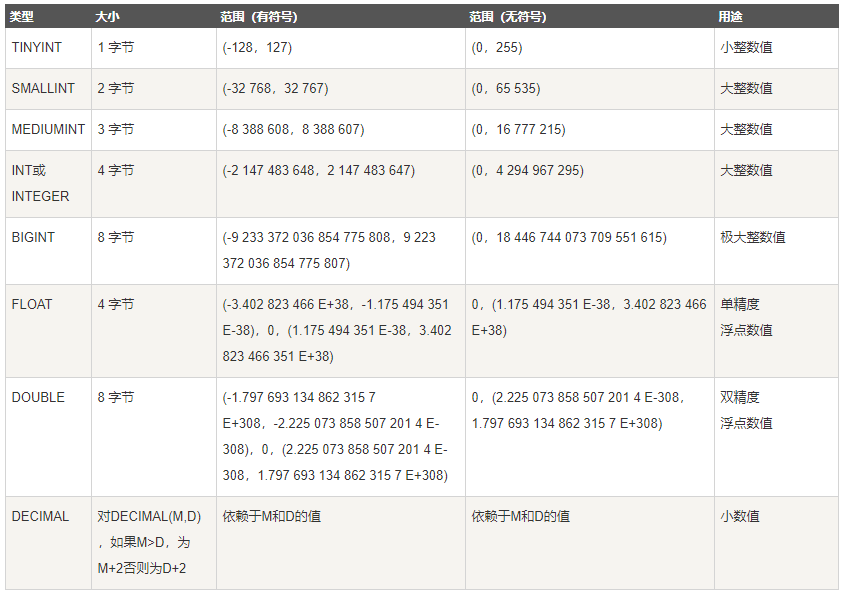 类型 大小 范围（有符号） 范围（无符号） 用途
TINYINT 1 字节 (-128，127) (0，255) 小整数值
SMALLINT 2 字节 (-32 768，32 767) (0，65 535) 大整数值
MEDIUMINT 3 字节 (-8 388 608，8 388 607) (0，16 777 215) 大整数值
INT或 4 字节 (-2 147 483 648，2 147 483 647) (0，4 294 967 295) 大整数值
INTEGER
BIGINT 8 字节 (-9 233 372 036 854 775 808，9 223 (0，18 446 744 073 709 551 615) 极大整数值
372 036 854 775 807)
FLOAT 4 字节 (-3.402 823 466 E+38，-1.175 494 351 0，(1.175 494 351 E-38，3.402 823 466 单精度
E-38)，0，(1.175 494 351 E-38，3.402 E+38) 浮点数值
823 466 351 E+38)
DOUBLE 8 字节 (-1.797 693 134 862 315 7 0，(2.225 073 858 507 201 4 E-308， 双精度
E+308，-2.225 073 858 507 201 4 E- 1.797 693 134 862 315 7 E+308) 浮点数值
308)，0，(2.225 073 858 507 201 4 E-
308，1.797 693 134 862 315 7 E+308)
DECIMAL 对DECIMAL(M,D) 依赖于M和D的值 依赖于M和D的值 小数值
，如果M>D，为
M+2否则为D+2